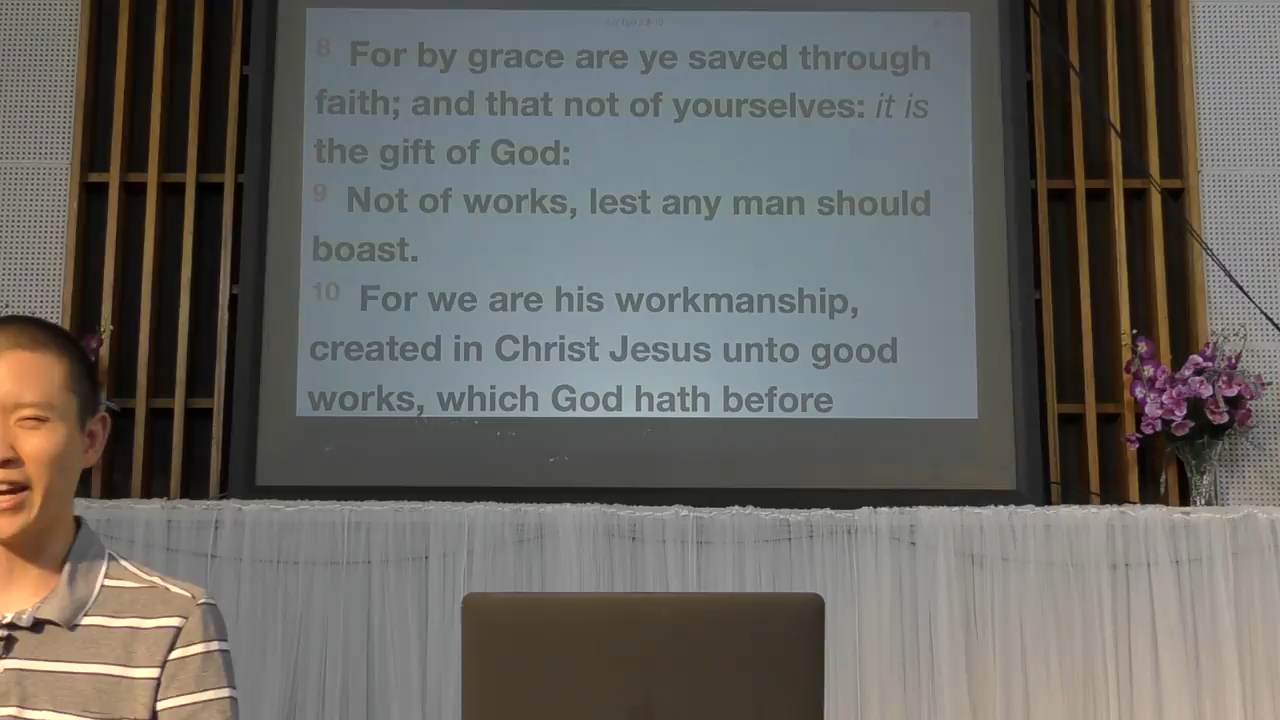 8 For by grace are ye saved through
faith; and that not of yourselves: it is
the gift of God:
9 Not of works, lest any man should
boast.
10 For we are his workmanship,
created in Christ Jesus unto good
works, which God hath before